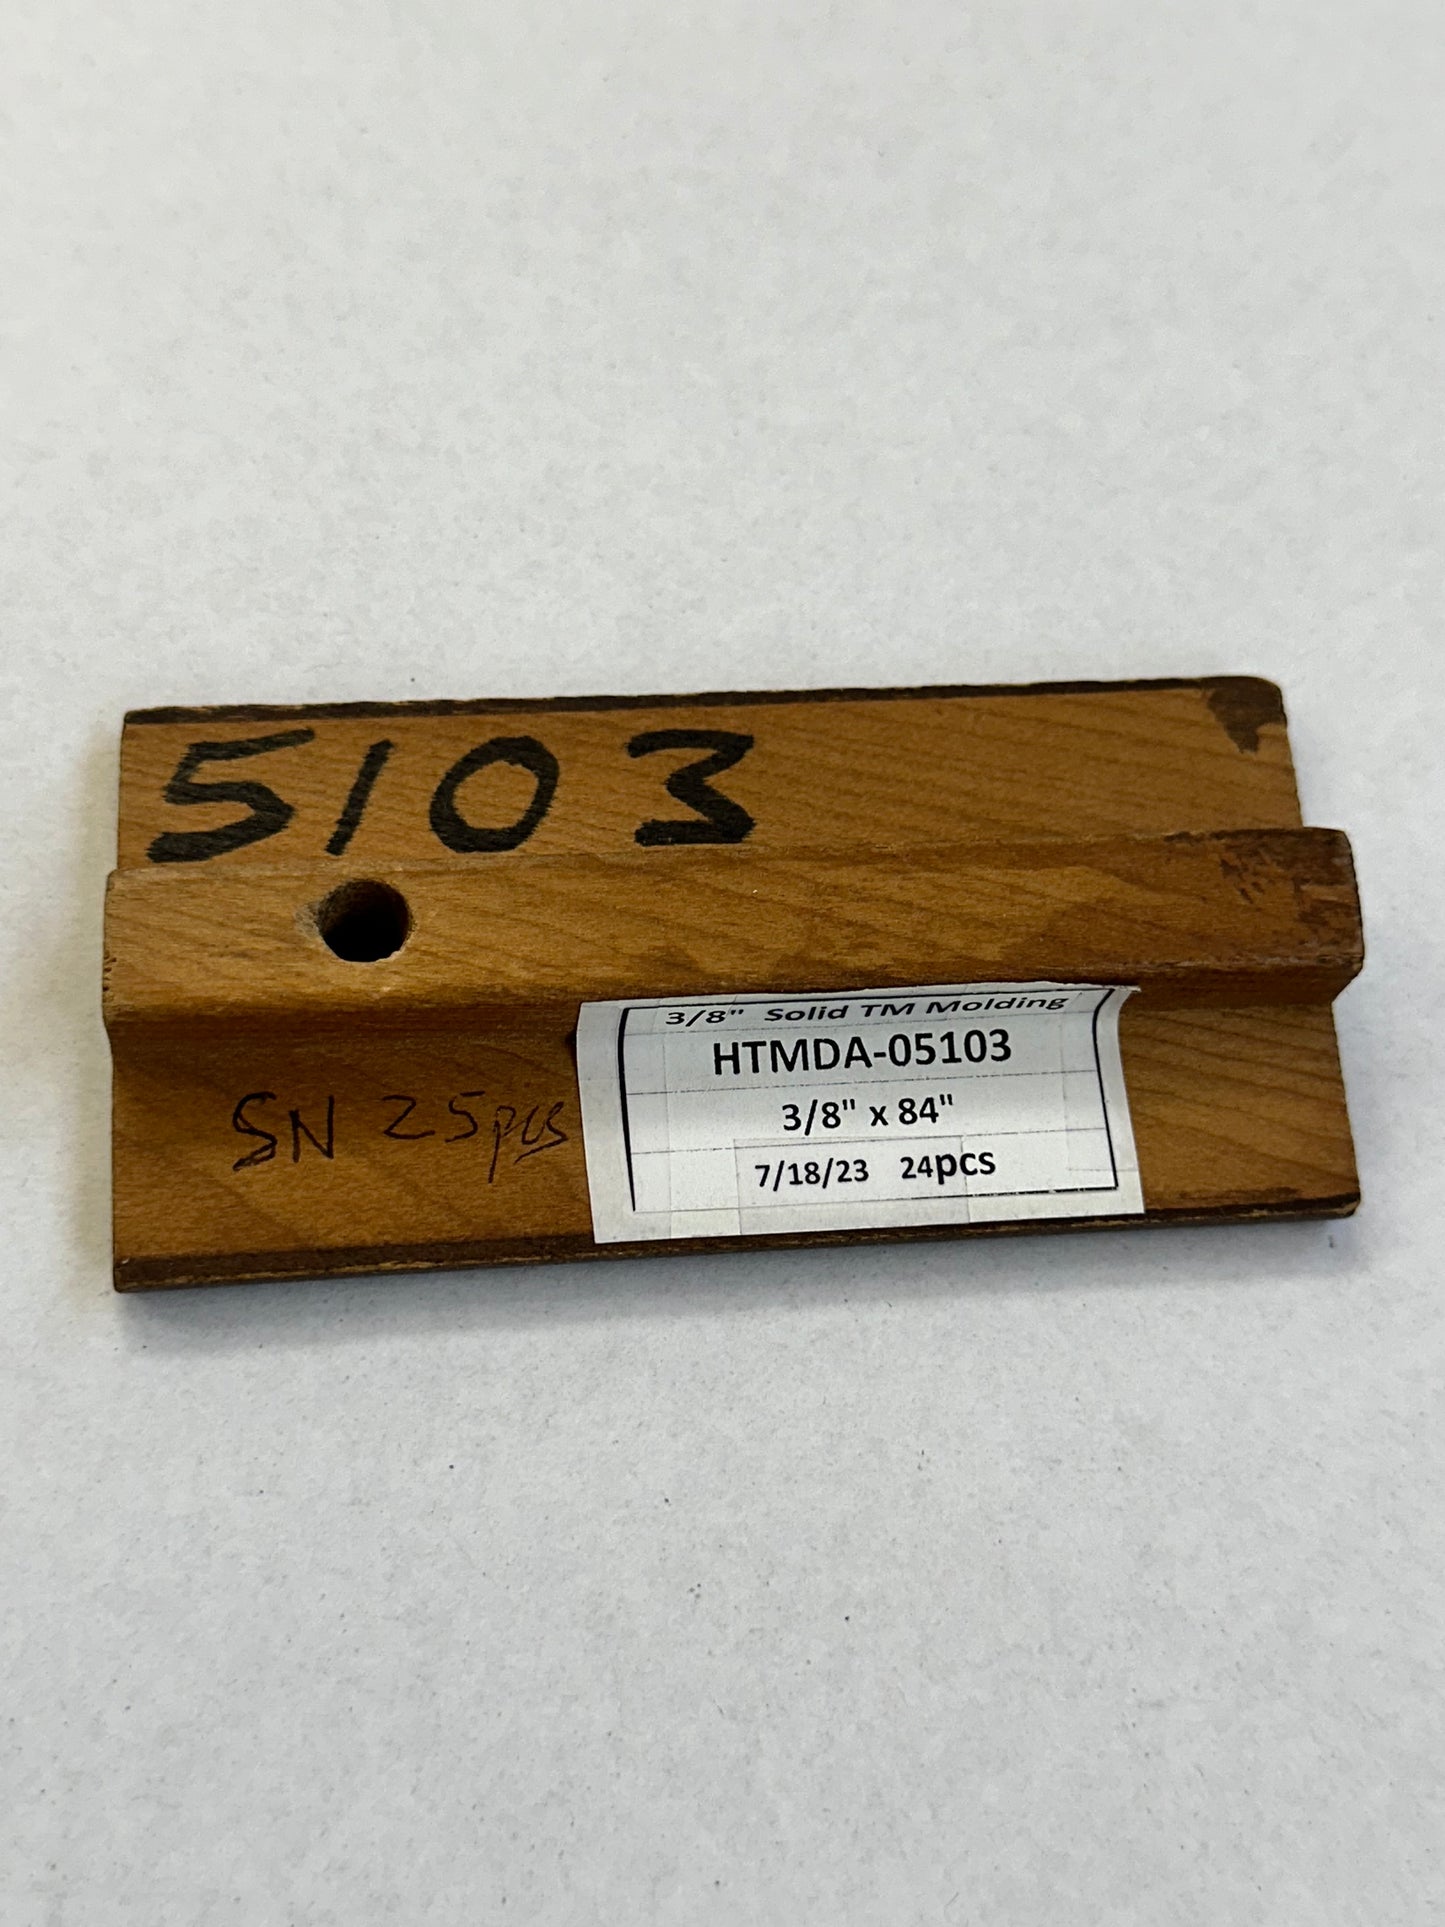 5103
3/8" Solid TM Molding
HTMDA-05103
3/8" x 84"
SN 25pcs
7/18/23 24pcs